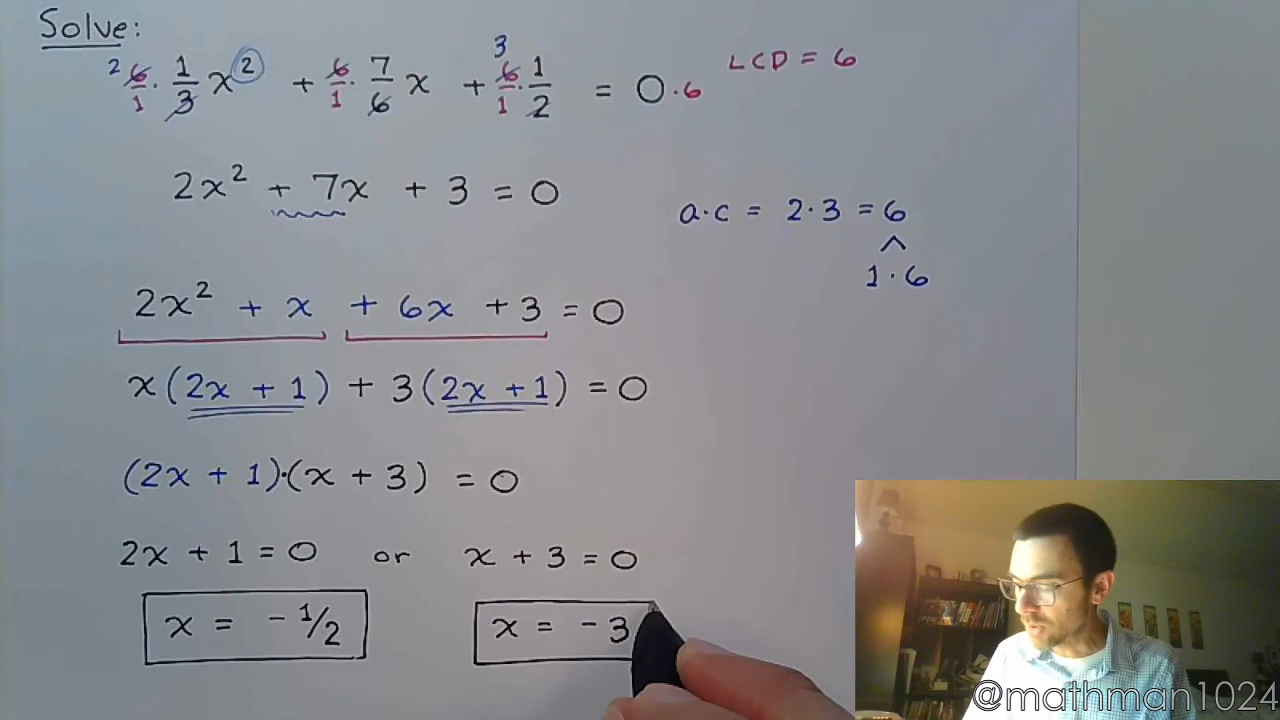 Solve:
2 6/1 · 1/3 x² + 6/1 · 7/6 x + 3 6/1 · 1/2 = 0 · 6
LCD = 6
2x² + 7x + 3 = 0
a·c = 2·3 = 6
1·6
2x² + x + 6x + 3 = 0
x(2x + 1) + 3(2x + 1) = 0
(2x + 1)·(x + 3) = 0
2x + 1 = 0 or x + 3 = 0
x = -1/2
x = -3
@mathman1024